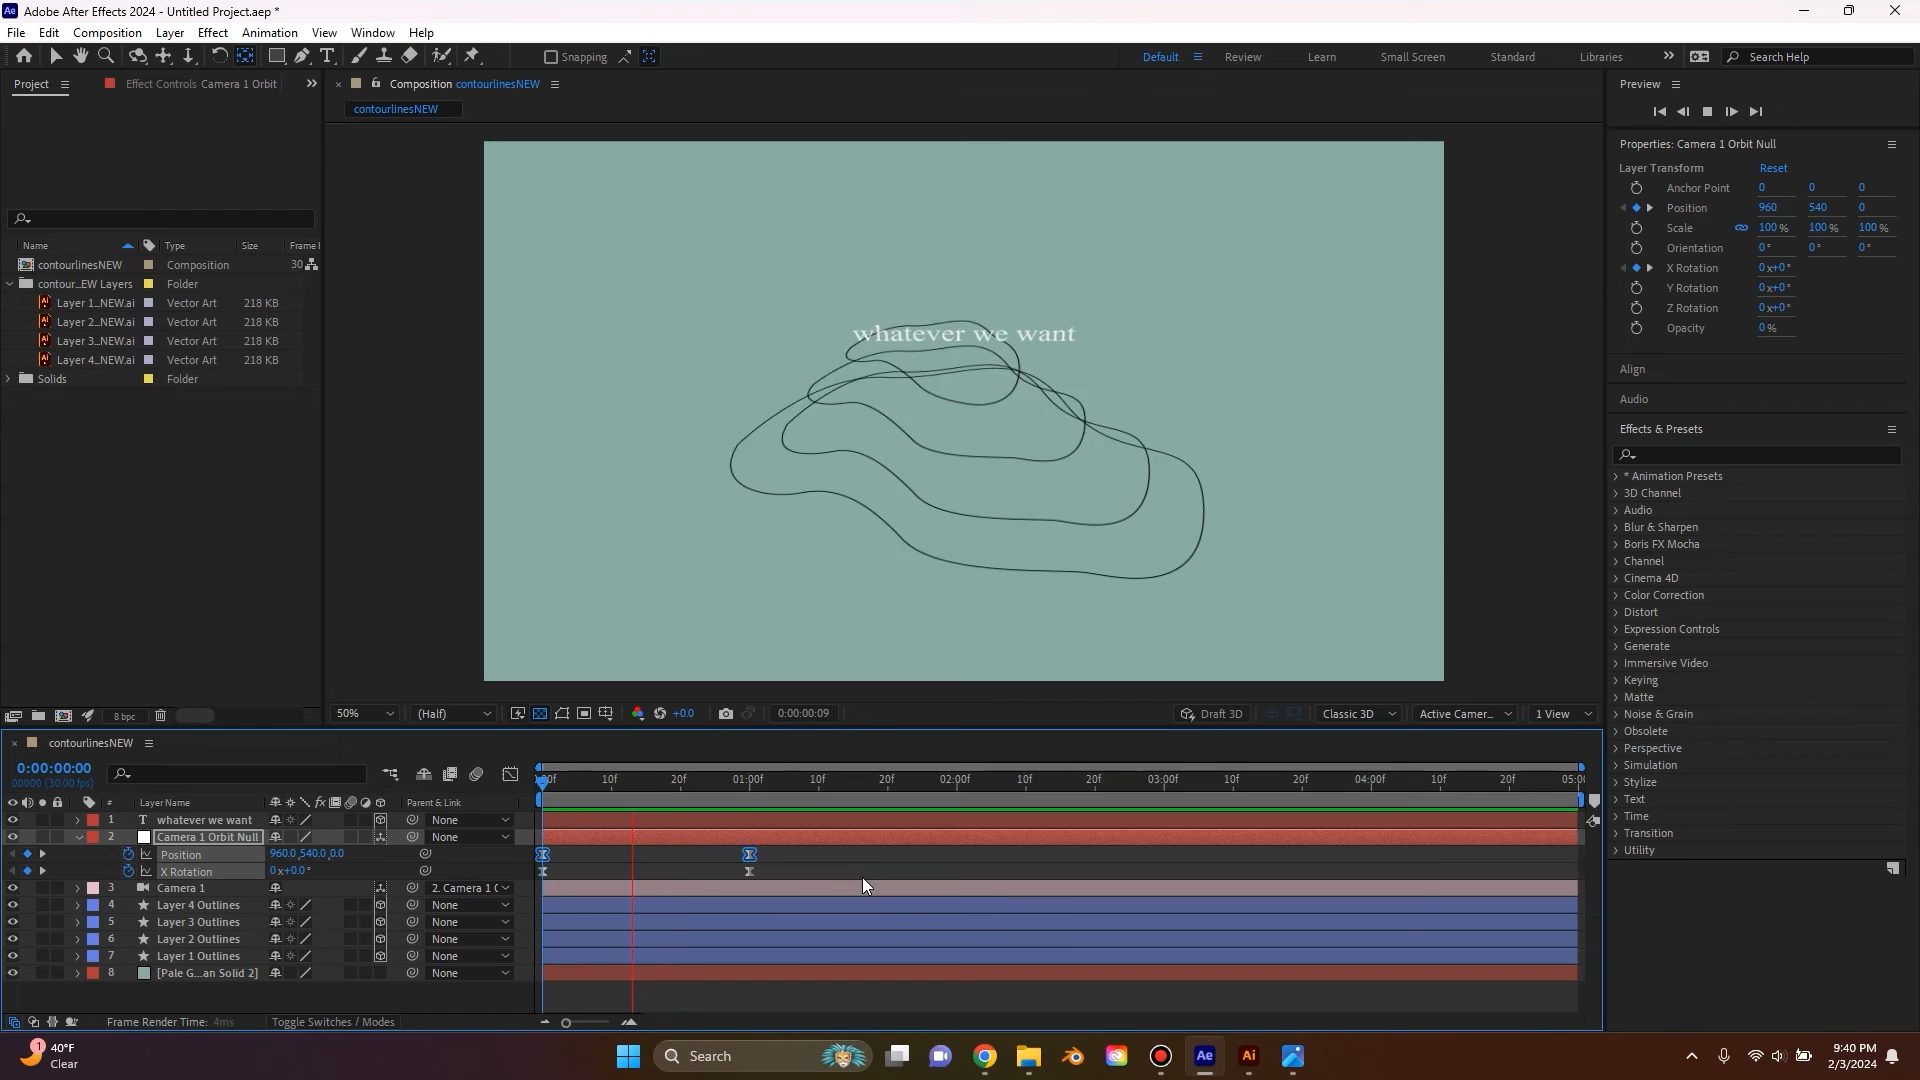 Adobe After Effects 2024 - Untitled Project.aep *
File Edit Composition Layer Effect Animation View Window Help
Snapping
Default Review Learn Small Screen Standard Libraries
Search Help
Project
Effect Controls Camera 1 Orbit
Composition contourlinesNEW
contourlinesNEW
Name Type Size Frame
contourlinesNEW Composition 30
contour...EW Layers Folder
Layer 1...NEW.ai Vector Art 218 KB
Layer 2...NEW.ai Vector Art 218 KB
Layer 3...NEW.ai Vector Art 218 KB
Layer 4...NEW.ai Vector Art 218 KB
Solids Folder
8 bpc
whatever we want
50% (Half) +0.0 0:00:00:09 Draft 3D Classic 3D Active Camer... 1 View
Preview
Properties: Camera 1 Orbit Null
Layer Transform Reset
Anchor Point 0 0 0
Position 960 540 0
Scale 100 % 100 % 100 %
Orientation 0° 0° 0°
X Rotation 0x+0°
Y Rotation 0x+0°
Z Rotation 0x+0°
Opacity 0 %
Align
Audio
Effects & Presets
* Animation Presets
3D Channel
Audio
Blur & Sharpen
Boris FX Mocha
Channel
Cinema 4D
Color Correction
Distort
Expression Controls
Generate
Immersive Video
Keying
Matte
Noise & Grain
Obsolete
Perspective
Simulation
Stylize
Text
Time
Transition
Utility
contourlinesNEW
0:00:00:00
00000 (30.00 fps)
:00f 10f 20f 01:00f 10f 20f 02:00f 10f 20f 03:00f 10f 20f 04:00f 10f 20f 05:00
# Layer Name fx Parent & Link
1 T whatever we want None
2 Camera 1 Orbit Null None
Position 960.0,540.0,0.0
X Rotation 0x+0.0°
3 Camera 1 2. Camera 1 O
4 Layer 4 Outlines None
5 Layer 3 Outlines None
6 Layer 2 Outlines None
7 Layer 1 Outlines None
8 [Pale G...an Solid 2] None
Frame Render Time: 4ms Toggle Switches / Modes
1
40°F
Clear
Search
Ae Ai
9:40 PM
2/3/2024